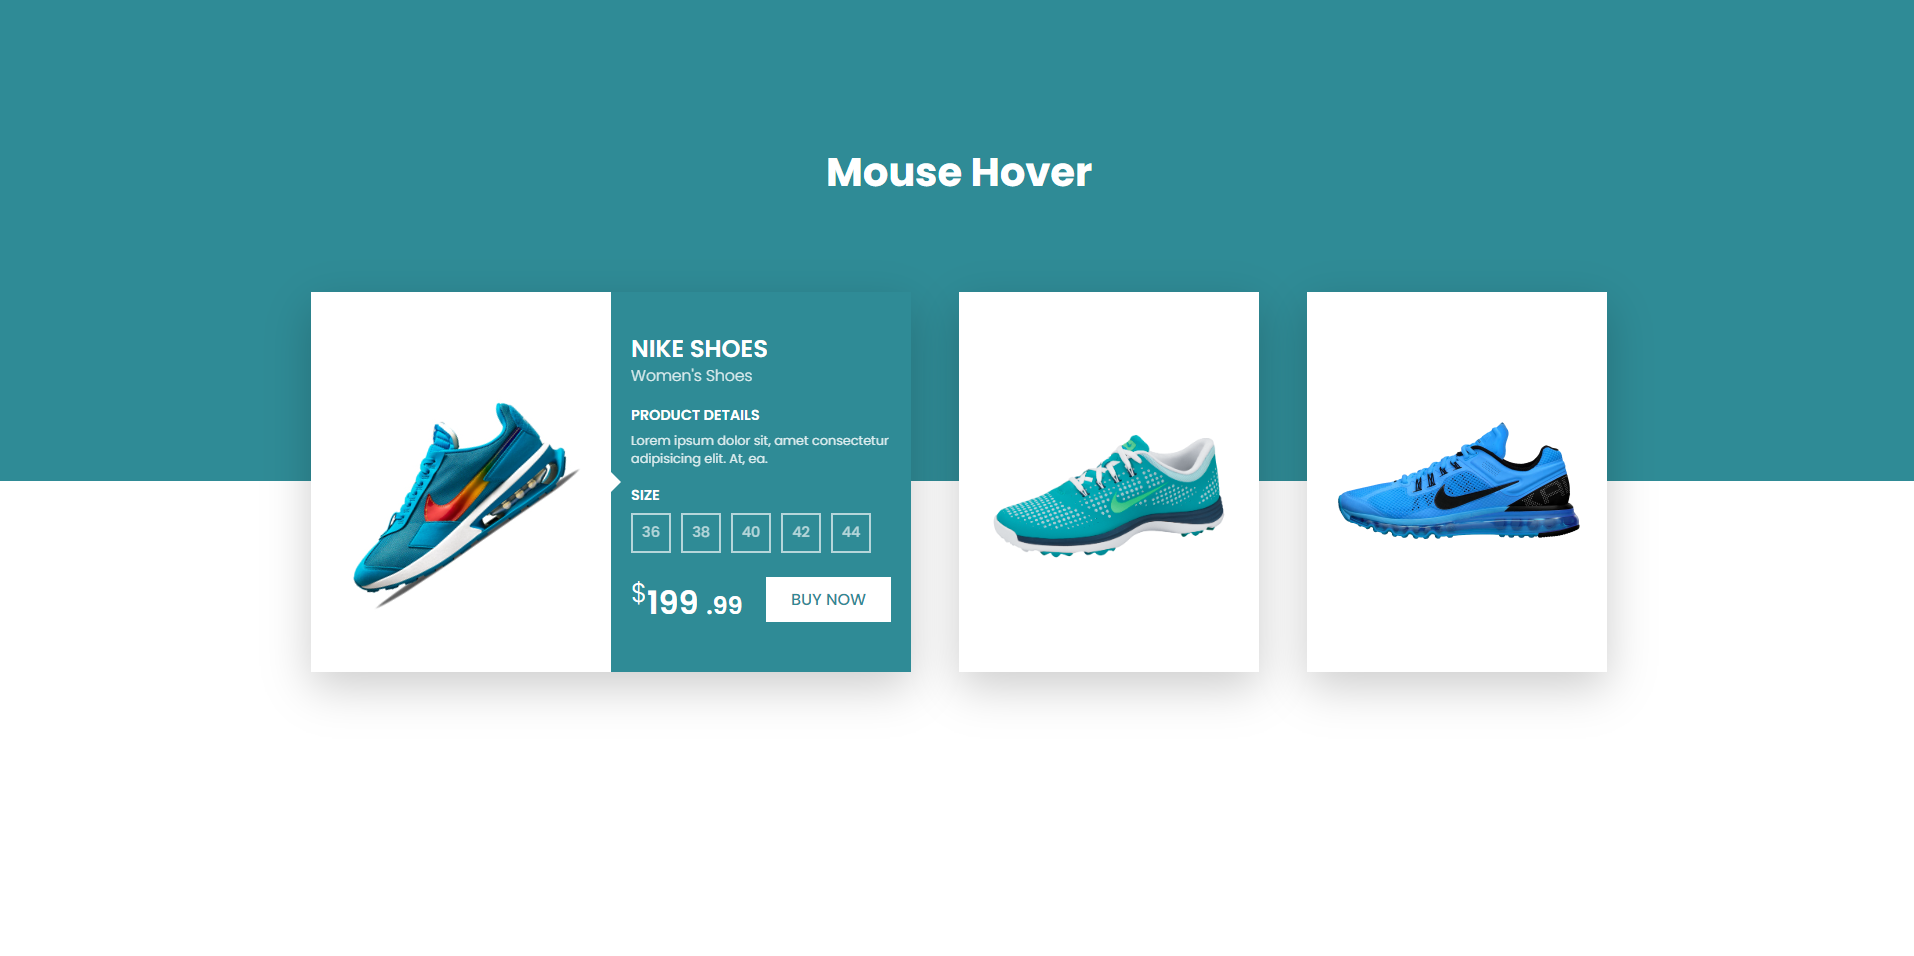 Mouse Hover
NIKE SHOES
Women's Shoes
PRODUCT DETAILS
Lorem ipsum dolor sit, amet consectetur
adipisicing elit. At, ea.
SIZE
36 38 40 42 44
$199 .99 BUY NOW